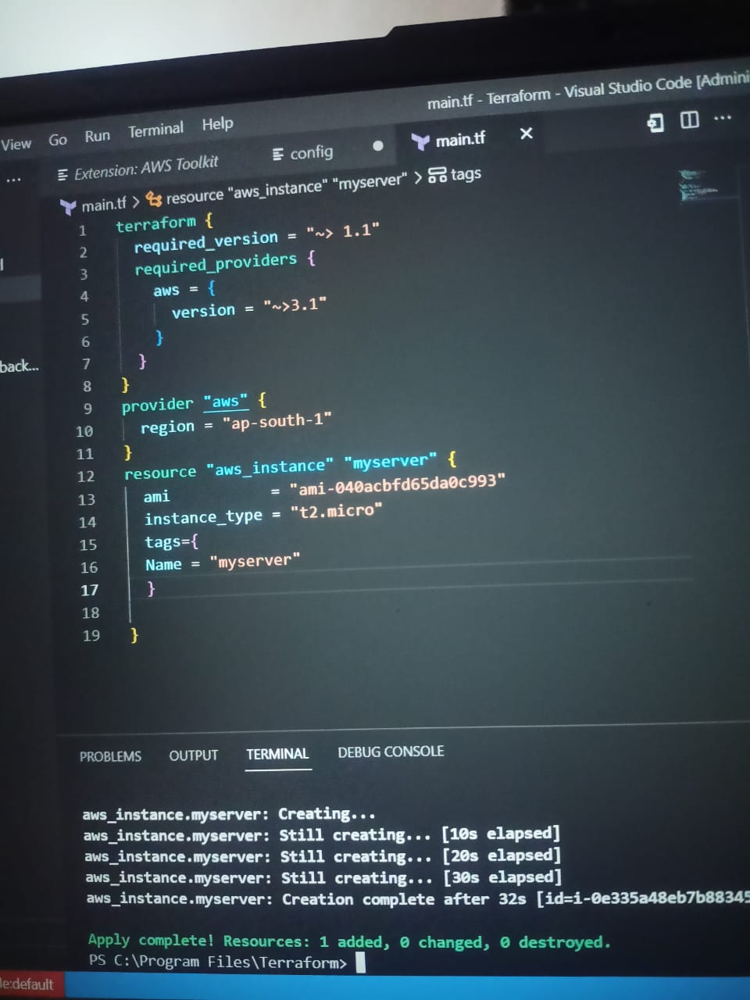 main.tf - Terraform - Visual Studio Code [Admini
View Go Run Terminal Help
... Extension: AWS Toolkit config main.tf
main.tf > resource "aws_instance" "myserver" > tags
1 terraform {
2 required_version = "~> 1.1"
3 required_providers {
4 aws = {
5 version = "~>3.1"
6 }
7 }
8 }
9 provider "aws" {
10 region = "ap-south-1"
11 }
12 resource "aws_instance" "myserver" {
13 ami = "ami-040acbfd65da0c993"
14 instance_type = "t2.micro"
15 tags={
16 Name = "myserver"
17 }
18
19 }
back...
PROBLEMS OUTPUT TERMINAL DEBUG CONSOLE
aws_instance.myserver: Creating...
aws_instance.myserver: Still creating... [10s elapsed]
aws_instance.myserver: Still creating... [20s elapsed]
aws_instance.myserver: Still creating... [30s elapsed]
aws_instance.myserver: Creation complete after 32s [id=i-0e335a48eb7b88345
Apply complete! Resources: 1 added, 0 changed, 0 destroyed.
PS C:\Program Files\Terraform>
le:default